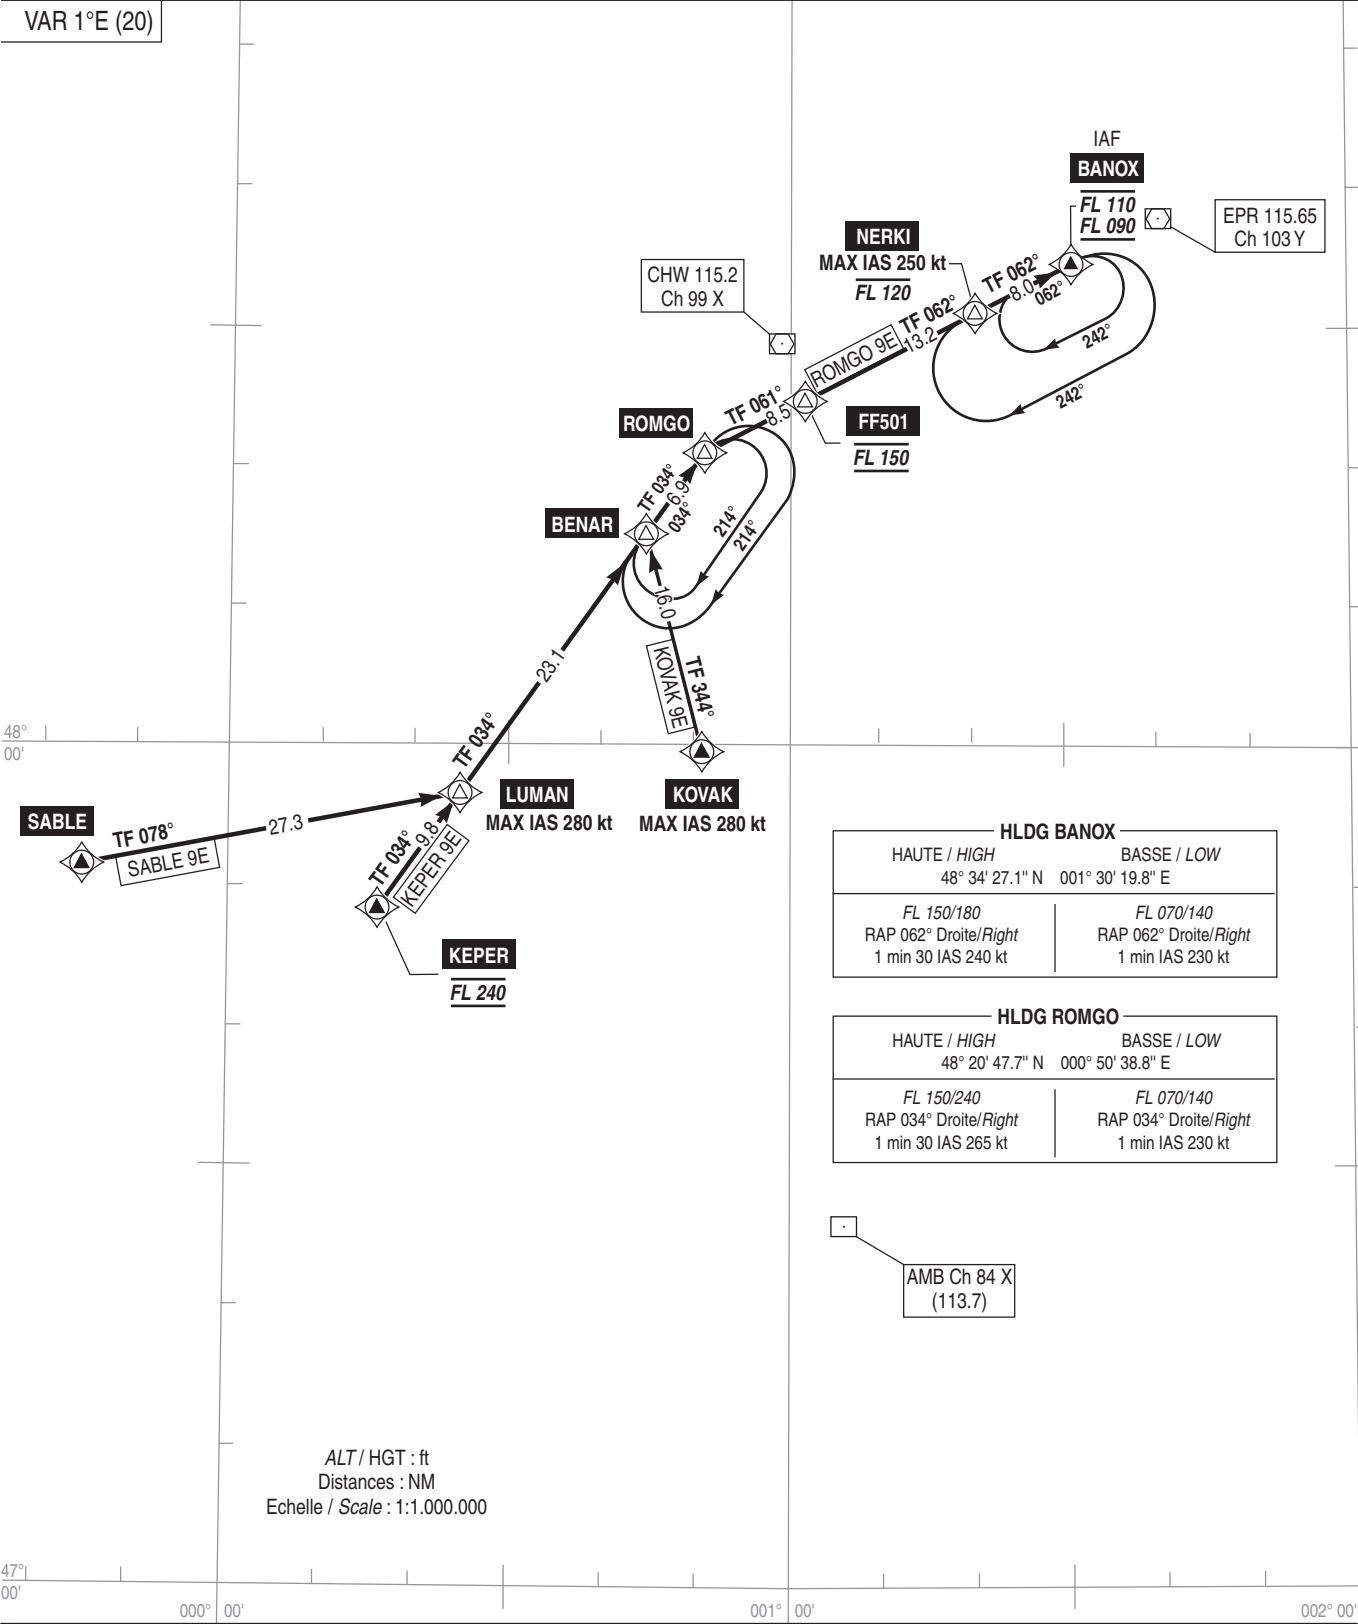 VAR 1°E (20)
IAF
BANOX
FL 110
FL 090
EPR 115.65
Ch 103 Y
NERKI
MAX IAS 250 kt
FL 120
CHW 115.2
Ch 99 X
TF 062°
8.0
062°
242°
242°
TF 062°
13.2
ROMGO 9E
TF 061°
8.5
FF501
FL 150
ROMGO
TF 034°
6.9
034°
214°
214°
BENAR
16.0
KOVAK 9E
TF 344°
23.1
TF 034°
48°
00'
LUMAN
MAX IAS 280 kt
KOVAK
MAX IAS 280 kt
SABLE
TF 078°
27.3
SABLE 9E
TF 034°
9.8
KEPER 9E
KEPER
FL 240
HLDG BANOX
HAUTE / HIGH BASSE / LOW
48° 34' 27.1" N 001° 30' 19.8" E
FL 150/180 FL 070/140
RAP 062° Droite/Right RAP 062° Droite/Right
1 min 30 IAS 240 kt 1 min IAS 230 kt
HLDG ROMGO
HAUTE / HIGH BASSE / LOW
48° 20' 47.7" N 000° 50' 38.8" E
FL 150/240 FL 070/140
RAP 034° Droite/Right RAP 034° Droite/Right
1 min 30 IAS 265 kt 1 min IAS 230 kt
AMB Ch 84 X
(113.7)
ALT / HGT : ft
Distances : NM
Echelle / Scale : 1:1.000.000
47°
00'
000° 00'
001° 00'
002° 00'